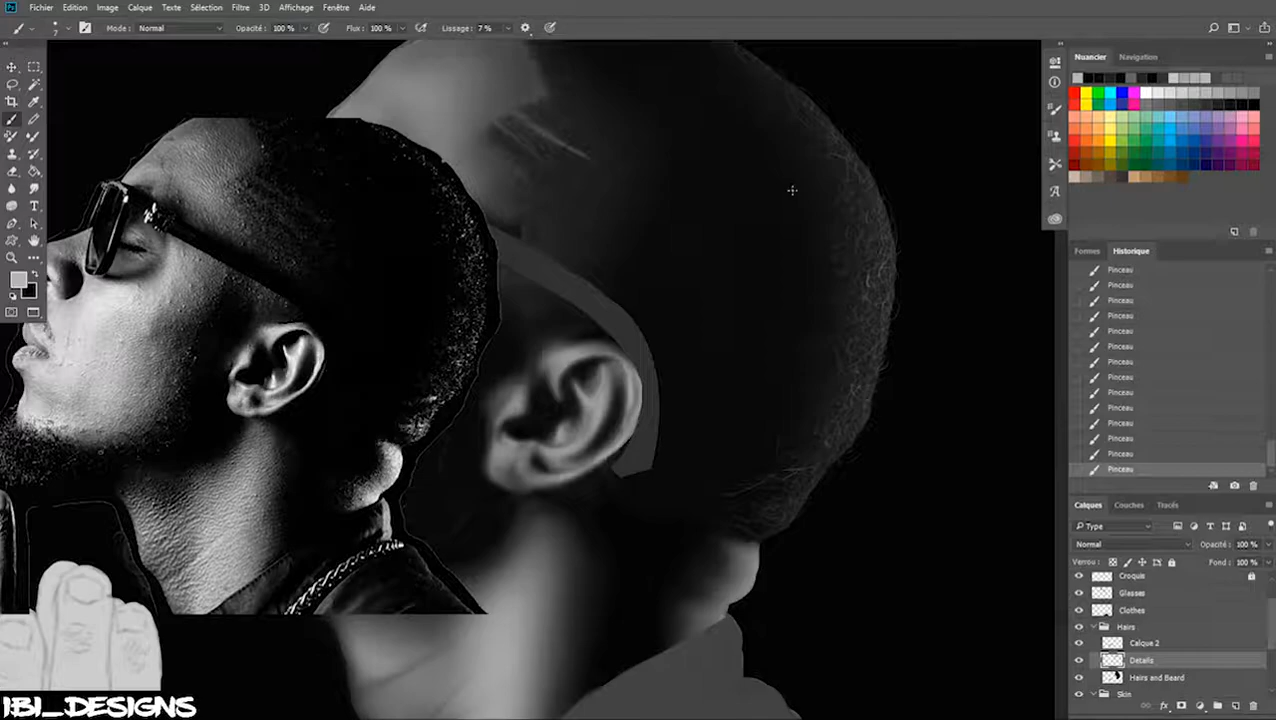 Fichier Edition Image Calque Texte Sélection Filtre 3D Affichage Fenêtre Aide
7 Mode : Normal Opacité : 100 % Flux : 100 % Lissage : 7 %
Nuancier Navigation
Formes Historique
Pinceau
Pinceau
Pinceau
Pinceau
Pinceau
Pinceau
Pinceau
Pinceau
Pinceau
Pinceau
Pinceau
Pinceau
Pinceau
Pinceau
Calques Couches Tracés
Type
Normal Opacité : 100 %
Verrou : Fond : 100 %
Croquis
Glasses
Clothes
Hairs
Calque 2
Details
Hairs and Beard
Skin
IBI_DESIGNS